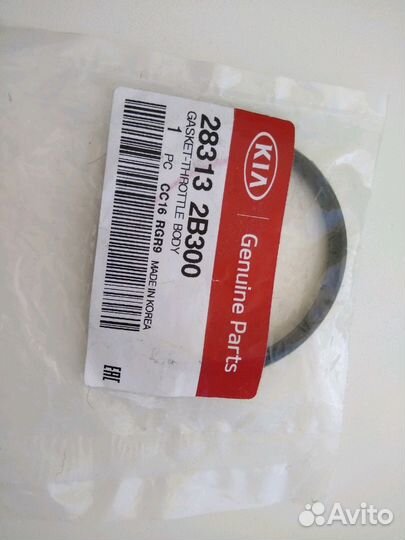 KIA
Genuine Parts
28313 2B300
GASKET-THROTTLE BODY
1 PC CC16 RGR9 MADE IN KOREA
EAC
Avito